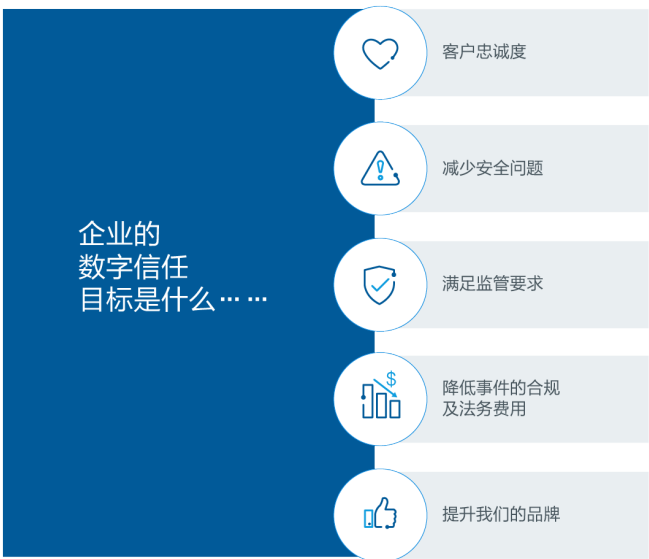 企业的
数字信任
目标是什么……
客户忠诚度
减少安全问题
满足监管要求
$
降低事件的合规
及法务费用
提升我们的品牌